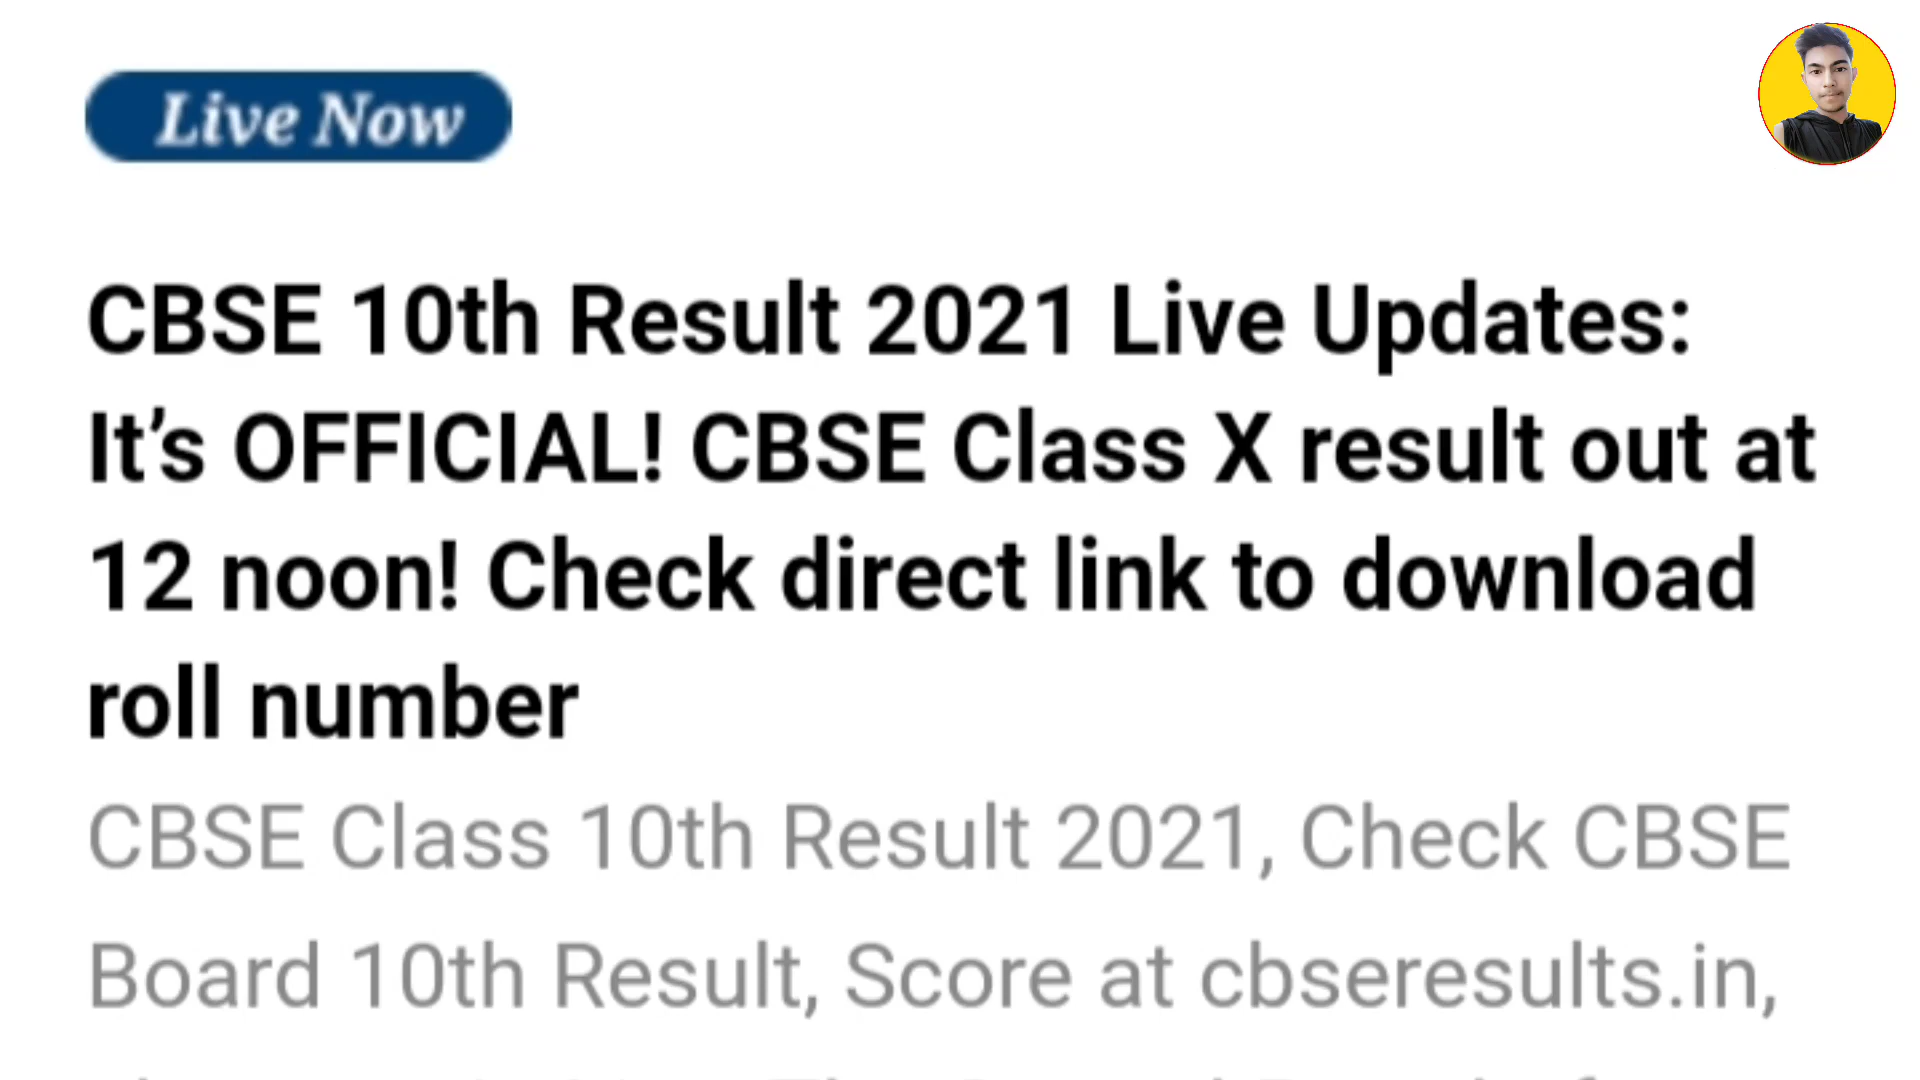 Live Now
CBSE 10th Result 2021 Live Updates:
It’s OFFICIAL! CBSE Class X result out at
12 noon! Check direct link to download
roll number
CBSE Class 10th Result 2021, Check CBSE
Board 10th Result, Score at cbseresults.in,